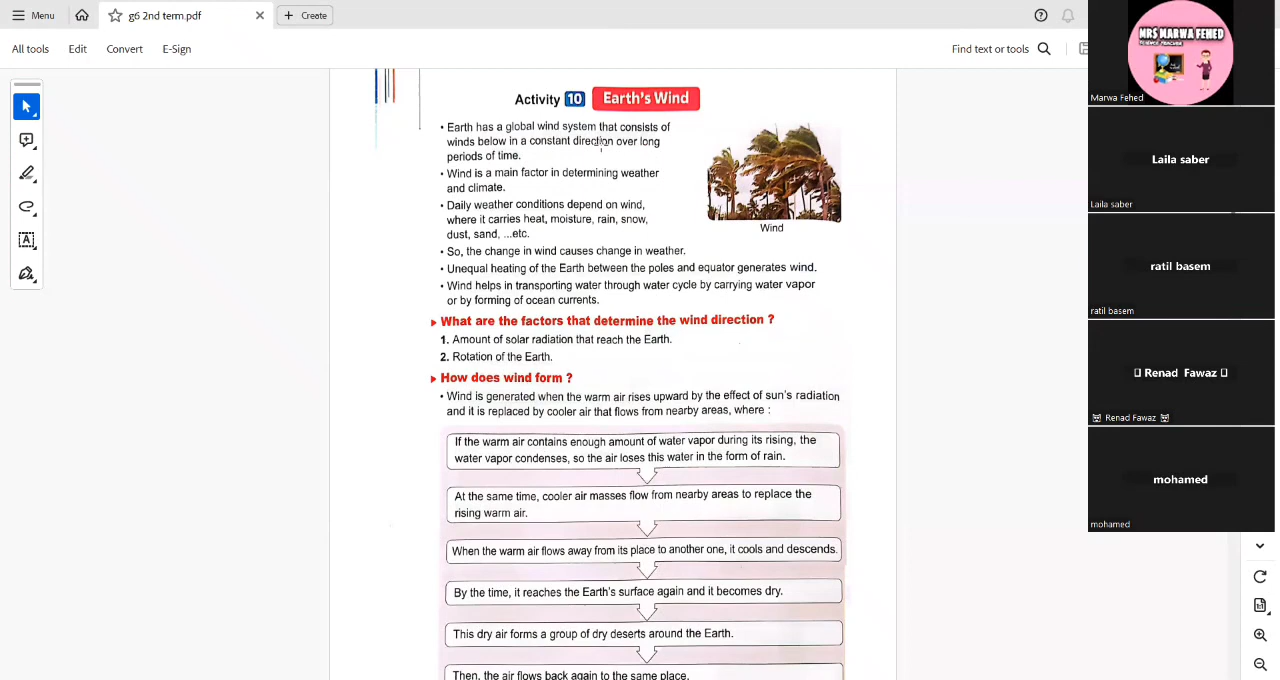 Menu
g6 2nd term.pdf
Create
All tools
Edit
Convert
E-Sign
Find text or tools
Activity 10 Earth's Wind
• Earth has a global wind system that consists of
winds below in a constant direction over long
periods of time.
• Wind is a main factor in determining weather
and climate.
• Daily weather conditions depend on wind,
where it carries heat, moisture, rain, snow,
dust, sand, ...etc.
Wind
• So, the change in wind causes change in weather.
• Unequal heating of the Earth between the poles and equator generates wind.
• Wind helps in transporting water through water cycle by carrying water vapor
or by forming of ocean currents.
What are the factors that determine the wind direction ?
1. Amount of solar radiation that reach the Earth.
2. Rotation of the Earth.
How does wind form ?
• Wind is generated when the warm air rises upward by the effect of sun's radiation
and it is replaced by cooler air that flows from nearby areas, where :
If the warm air contains enough amount of water vapor during its rising, the
water vapor condenses, so the air loses this water in the form of rain.
At the same time, cooler air masses flow from nearby areas to replace the
rising warm air.
When the warm air flows away from its place to another one, it cools and descends.
By the time, it reaches the Earth's surface again and it becomes dry.
This dry air forms a group of dry deserts around the Earth.
Then, the air flows back again to the same place.
MRS MARWA FEHED
SCIENCE TEACHER
Marwa Fehed
Laila saber
Laila saber
ratil basem
ratil basem
Renad Fawaz
Renad Fawaz
mohamed
mohamed